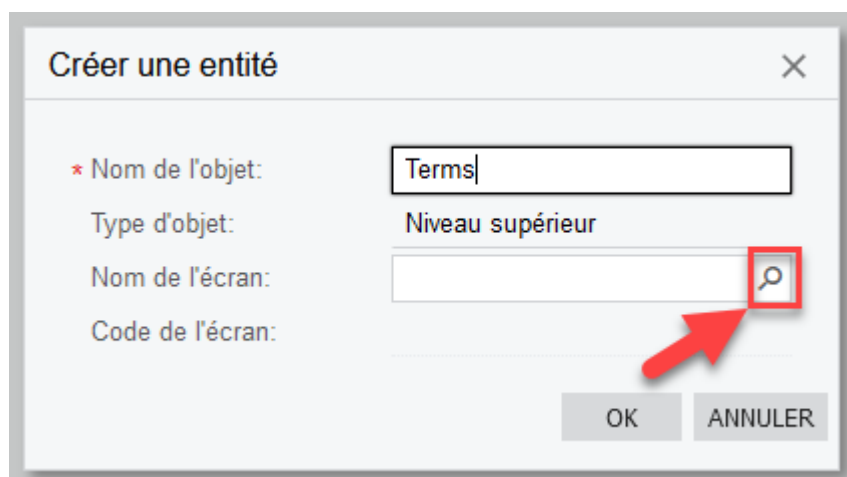 Créer une entité
* Nom de l'objet: Terms
Type d'objet: Niveau supérieur
Nom de l'écran:
Code de l'écran:
OK ANNULER